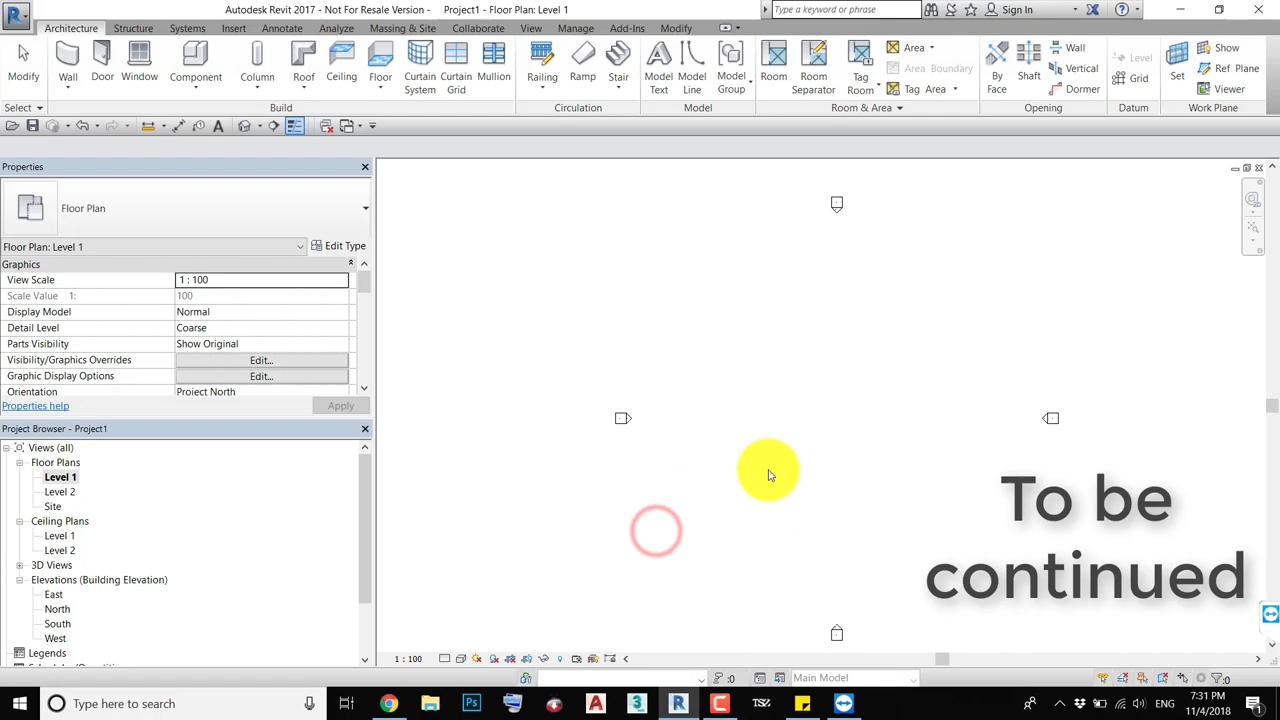 Autodesk Revit 2017 - Not For Resale Version - Project1 - Floor Plan: Level 1
Type a keyword or phrase
Sign In
Architecture Structure Systems Insert Annotate Analyze Massing & Site Collaborate View Manage Add-Ins Modify
Modify
Wall
Door
Window
Component
Column
Roof
Ceiling
Floor
Curtain System
Curtain Grid
Mullion
Railing
Ramp
Stair
Model Text
Model Line
Model Group
Room
Room Separator
Tag Room
Area
Area Boundary
Tag Area
By Face
Shaft
Wall
Vertical
Dormer
Level
Grid
Set
Show
Ref Plane
Viewer
Select
Build
Circulation
Model
Room & Area
Opening
Datum
Work Plane
Properties
Floor Plan
Floor Plan: Level 1
Edit Type
Graphics
View Scale 1 : 100
Scale Value 1: 100
Display Model Normal
Detail Level Coarse
Parts Visibility Show Original
Visibility/Graphics Overrides Edit...
Graphic Display Options Edit...
Orientation Project North
Properties help
Apply
Project Browser - Project1
Views (all)
Floor Plans
Level 1
Level 2
Site
Ceiling Plans
Level 1
Level 2
3D Views
Elevations (Building Elevation)
East
North
South
West
Legends
To be
continued
1 : 100
:0
Main Model
:0
Type here to search
ENG
7:31 PM
11/4/2018